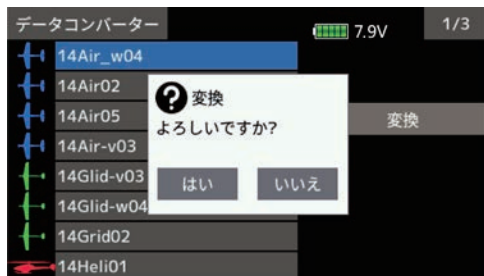 データコンバーター
7.9V
1/3
14Air_w04
14Air02
14Air05
14Air-v03
14Glid-v03
14Glid-w04
14Grid02
14Heli01
変換
?
変換
よろしいですか?
はい
いいえ